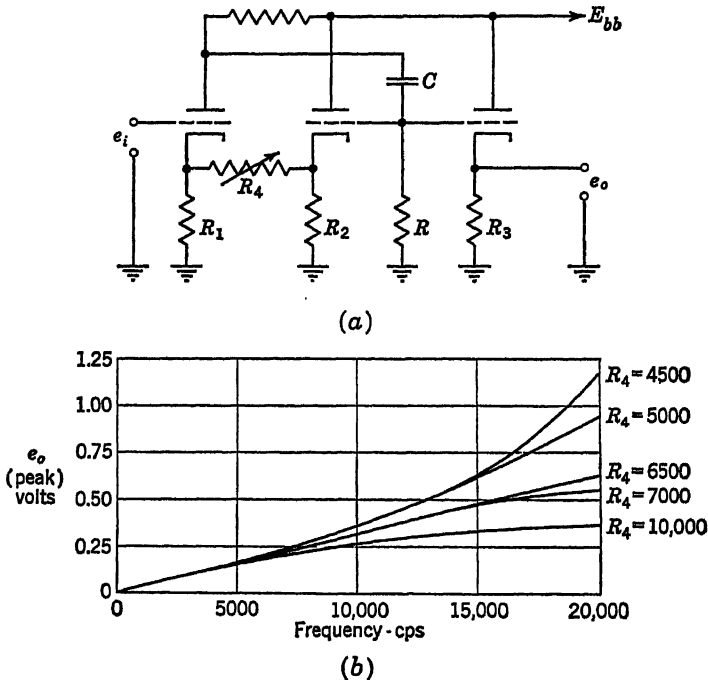 E_bb
C
e_i
R_4
R_1
R_2
R
R_3
e_o
(a)
1.25
1.00
0.75
0.50
0.25
0
e_o
(peak)
volts
R_4=4500
R_4=5000
R_4=6500
R_4=7000
R_4=10,000
0 5000 10,000 15,000 20,000
Frequency-cps
(b)